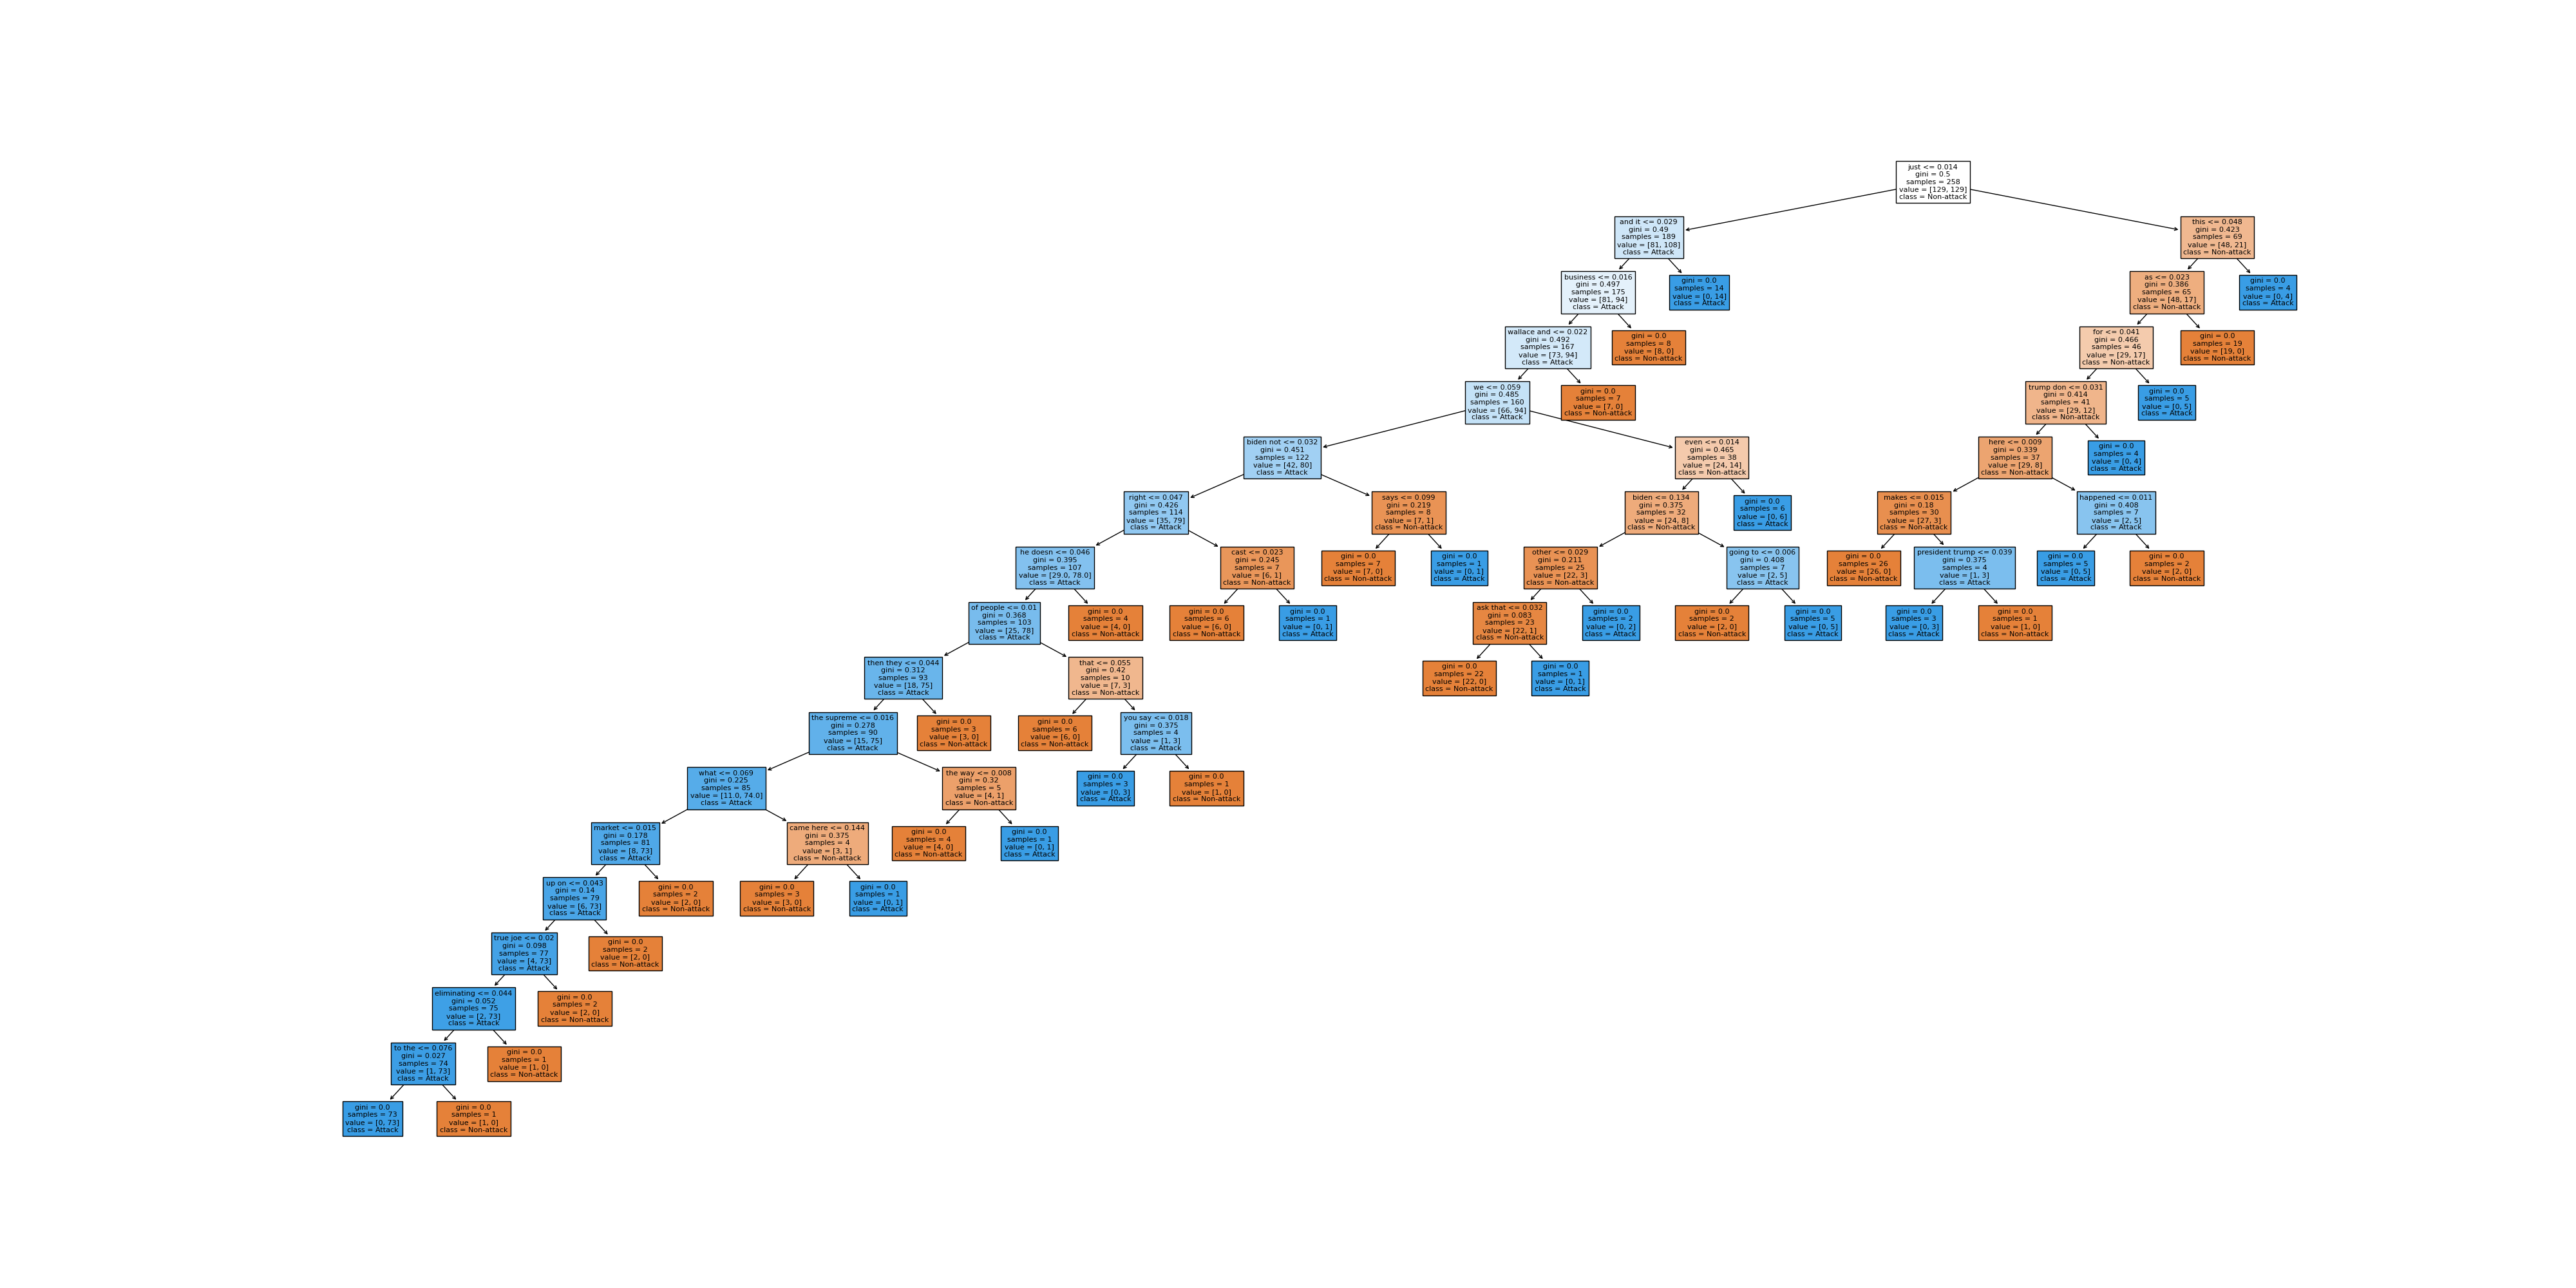 just <= 0.014
gini = 0.5
samples = 258
value = [129, 129]
class = Non-attack
and it <= 0.029
gini = 0.49
samples = 189
value = [81, 108]
class = Attack
this <= 0.048
gini = 0.423
samples = 69
value = [48, 21]
class = Non-attack
business <= 0.016
gini = 0.497
samples = 175
value = [81, 94]
class = Attack
gini = 0.0
samples = 14
value = [0, 14]
class = Attack
as <= 0.023
gini = 0.386
samples = 65
value = [48, 17]
class = Non-attack
gini = 0.0
samples = 4
value = [0, 4]
class = Attack
wallace and <= 0.022
gini = 0.492
samples = 167
value = [73, 94]
class = Attack
gini = 0.0
samples = 8
value = [8, 0]
class = Non-attack
for <= 0.041
gini = 0.466
samples = 46
value = [29, 17]
class = Non-attack
gini = 0.0
samples = 19
value = [19, 0]
class = Non-attack
we <= 0.059
gini = 0.485
samples = 160
value = [66, 94]
class = Attack
gini = 0.0
samples = 7
value = [7, 0]
class = Non-attack
trump don <= 0.031
gini = 0.414
samples = 41
value = [29, 12]
class = Non-attack
gini = 0.0
samples = 5
value = [0, 5]
class = Attack
biden not <= 0.032
gini = 0.451
samples = 122
value = [42, 80]
class = Attack
even <= 0.014
gini = 0.465
samples = 38
value = [24, 14]
class = Non-attack
here <= 0.009
gini = 0.339
samples = 37
value = [29, 8]
class = Non-attack
gini = 0.0
samples = 4
value = [0, 4]
class = Attack
right <= 0.047
gini = 0.426
samples = 114
value = [35, 79]
class = Attack
says <= 0.099
gini = 0.219
samples = 8
value = [7, 1]
class = Non-attack
biden <= 0.134
gini = 0.375
samples = 32
value = [24, 8]
class = Non-attack
gini = 0.0
samples = 6
value = [0, 6]
class = Attack
makes <= 0.015
gini = 0.18
samples = 30
value = [27, 3]
class = Non-attack
happened <= 0.011
gini = 0.408
samples = 7
value = [2, 5]
class = Attack
he doesn <= 0.046
gini = 0.395
samples = 107
value = [29.0, 78.0]
class = Attack
cast <= 0.023
gini = 0.245
samples = 7
value = [6, 1]
class = Non-attack
gini = 0.0
samples = 7
value = [7, 0]
class = Non-attack
gini = 0.0
samples = 1
value = [0, 1]
class = Attack
other <= 0.029
gini = 0.211
samples = 25
value = [22, 3]
class = Non-attack
going to <= 0.006
gini = 0.408
samples = 7
value = [2, 5]
class = Attack
gini = 0.0
samples = 26
value = [26, 0]
class = Non-attack
president trump <= 0.039
gini = 0.375
samples = 4
value = [1, 3]
class = Attack
gini = 0.0
samples = 5
value = [0, 5]
class = Attack
gini = 0.0
samples = 2
value = [2, 0]
class = Non-attack
of people <= 0.01
gini = 0.368
samples = 103
value = [25, 78]
class = Attack
gini = 0.0
samples = 4
value = [4, 0]
class = Non-attack
gini = 0.0
samples = 6
value = [6, 0]
class = Non-attack
gini = 0.0
samples = 1
value = [0, 1]
class = Attack
ask that <= 0.032
gini = 0.083
samples = 23
value = [22, 1]
class = Non-attack
gini = 0.0
samples = 2
value = [0, 2]
class = Attack
gini = 0.0
samples = 2
value = [2, 0]
class = Non-attack
gini = 0.0
samples = 5
value = [0, 5]
class = Attack
gini = 0.0
samples = 3
value = [0, 3]
class = Attack
gini = 0.0
samples = 1
value = [1, 0]
class = Non-attack
then they <= 0.044
gini = 0.312
samples = 93
value = [18, 75]
class = Attack
that <= 0.055
gini = 0.42
samples = 10
value = [7, 3]
class = Non-attack
gini = 0.0
samples = 22
value = [22, 0]
class = Non-attack
gini = 0.0
samples = 1
value = [0, 1]
class = Attack
the supreme <= 0.016
gini = 0.278
samples = 90
value = [15, 75]
class = Attack
gini = 0.0
samples = 3
value = [3, 0]
class = Non-attack
gini = 0.0
samples = 6
value = [6, 0]
class = Non-attack
you say <= 0.018
gini = 0.375
samples = 4
value = [1, 3]
class = Attack
what <= 0.069
gini = 0.225
samples = 85
value = [11.0, 74.0]
class = Attack
the way <= 0.008
gini = 0.32
samples = 5
value = [4, 1]
class = Non-attack
gini = 0.0
samples = 3
value = [0, 3]
class = Attack
gini = 0.0
samples = 1
value = [1, 0]
class = Non-attack
market <= 0.015
gini = 0.178
samples = 81
value = [8, 73]
class = Attack
came here <= 0.144
gini = 0.375
samples = 4
value = [3, 1]
class = Non-attack
gini = 0.0
samples = 4
value = [4, 0]
class = Non-attack
gini = 0.0
samples = 1
value = [0, 1]
class = Attack
up on <= 0.043
gini = 0.14
samples = 79
value = [6, 73]
class = Attack
gini = 0.0
samples = 2
value = [2, 0]
class = Non-attack
gini = 0.0
samples = 3
value = [3, 0]
class = Non-attack
gini = 0.0
samples = 1
value = [0, 1]
class = Attack
true joe <= 0.02
gini = 0.098
samples = 77
value = [4, 73]
class = Attack
gini = 0.0
samples = 2
value = [2, 0]
class = Non-attack
eliminating <= 0.044
gini = 0.052
samples = 75
value = [2, 73]
class = Attack
gini = 0.0
samples = 2
value = [2, 0]
class = Non-attack
to the <= 0.076
gini = 0.027
samples = 74
value = [1, 73]
class = Attack
gini = 0.0
samples = 1
value = [1, 0]
class = Non-attack
gini = 0.0
samples = 73
value = [0, 73]
class = Attack
gini = 0.0
samples = 1
value = [1, 0]
class = Non-attack